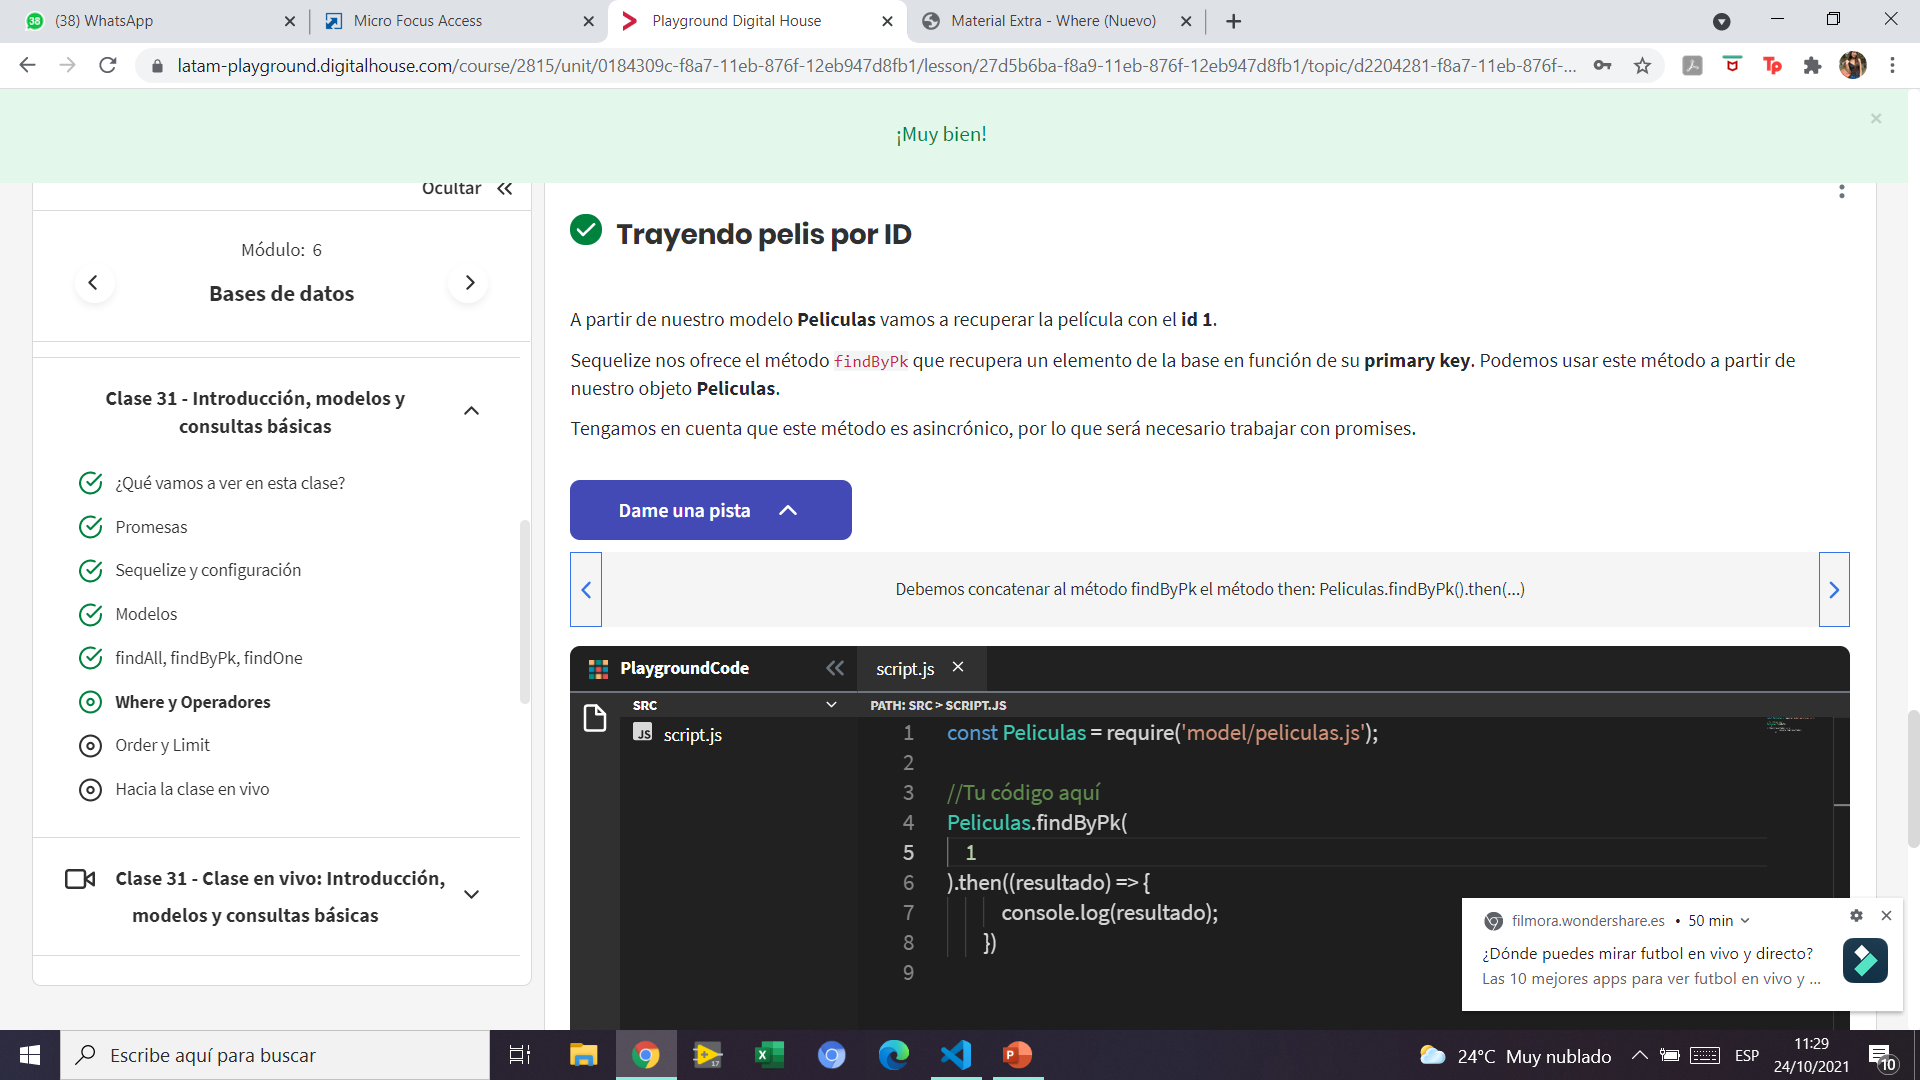 38
(38) WhatsApp
Micro Focus Access
Playground Digital House
Material Extra - Where (Nuevo)
latam-playground.digitalhouse.com/course/2815/unit/0184309c-f8a7-11eb-876f-12eb947d8fb1/lesson/27d5b6ba-f8a9-11eb-876f-12eb947d8fb1/topic/d2204281-f8a7-11eb-876f-...
Tp
¡Muy bien!
Ocultar
Módulo: 6
Bases de datos
Clase 31 - Introducción, modelos y
consultas básicas
¿Qué vamos a ver en esta clase?
Promesas
Sequelize y configuración
Modelos
findAll, findByPk, findOne
Where y Operadores
Order y Limit
Hacia la clase en vivo
Clase 31 - Clase en vivo: Introducción,
modelos y consultas básicas
Trayendo pelis por ID
A partir de nuestro modelo Peliculas vamos a recuperar la película con el id 1.
Sequelize nos ofrece el método findByPk que recupera un elemento de la base en función de su primary key. Podemos usar este método a partir de
nuestro objeto Peliculas.
Tengamos en cuenta que este método es asincrónico, por lo que será necesario trabajar con promises.
Dame una pista
Debemos concatenar al método findByPk el método then: Peliculas.findByPk().then(...)
PlaygroundCode
script.js
SRC
JS script.js
PATH: SRC > SCRIPT.JS
1 const Peliculas = require('model/peliculas.js');
2
3 //Tu código aquí
4 Peliculas.findByPk(
5 1
6 ).then((resultado) => {
7 console.log(resultado);
8 })
9
filmora.wondershare.es • 50 min
¿Dónde puedes mirar futbol en vivo y directo?
Las 10 mejores apps para ver futbol en vivo y ...
Escribe aquí para buscar
24°C Muy nublado
ESP
11:29
24/10/2021
10